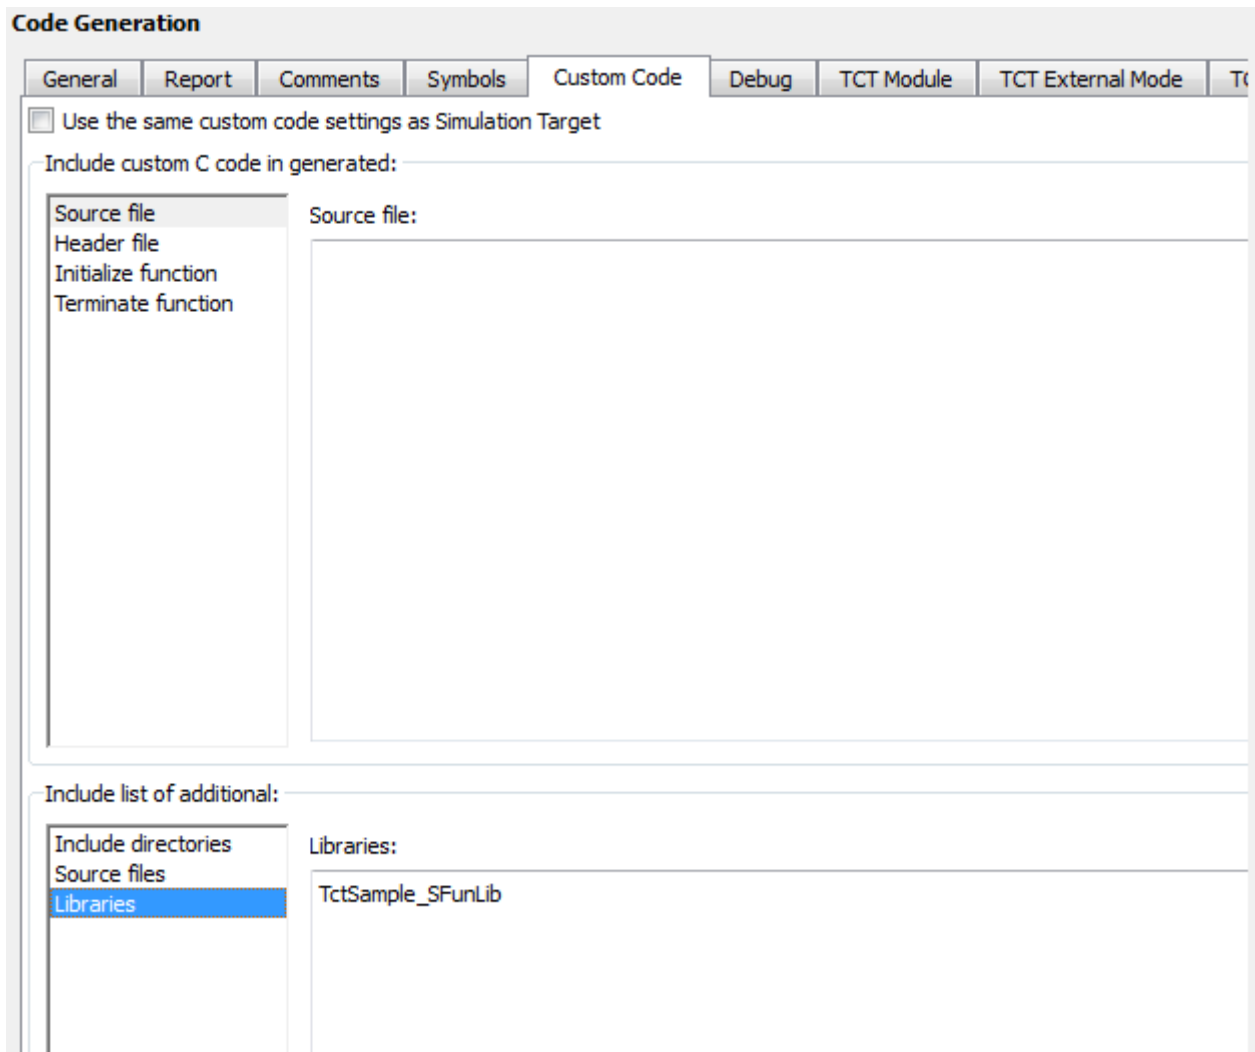 Code Generation
General Report Comments Symbols Custom Code Debug TCT Module TCT External Mode
Use the same custom code settings as Simulation Target
Include custom C code in generated:
Source file
Header file
Initialize function
Terminate function
Source file:
Include list of additional:
Include directories
Source files
Libraries
Libraries:
TctSample_SFunLib